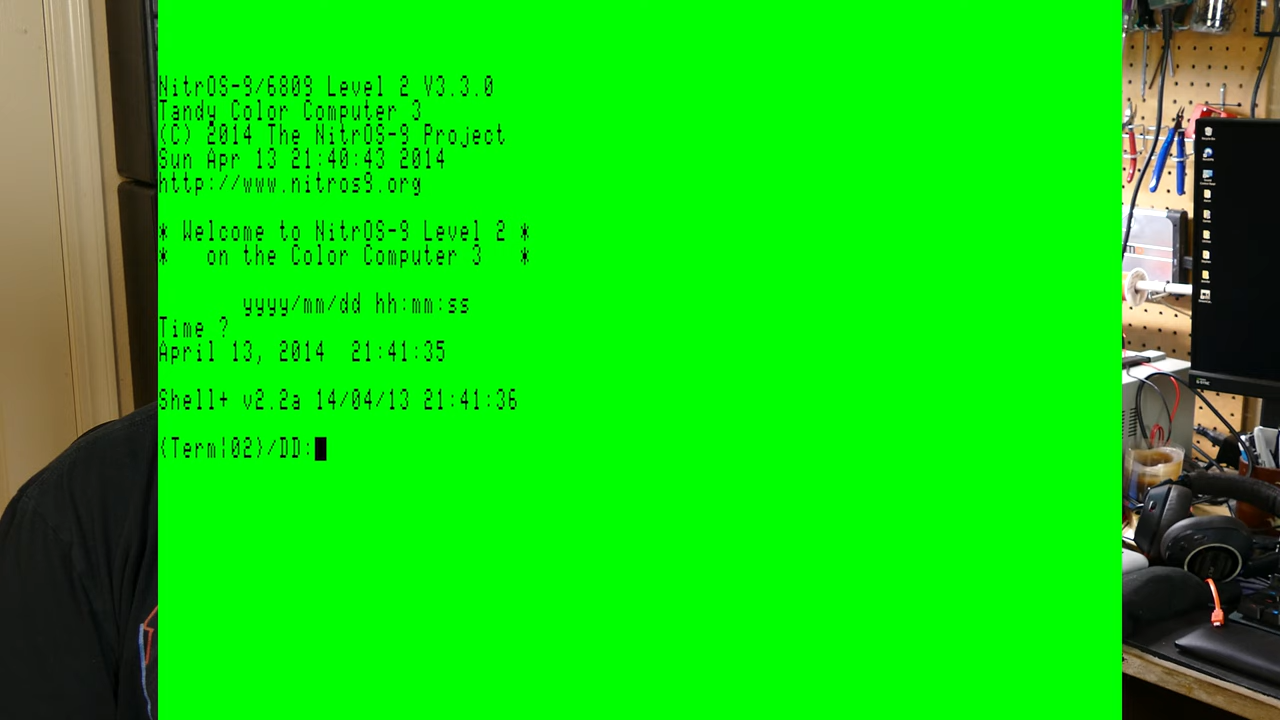 NitrOS-9/6809 Level 2 V3.3.0
Tandy Color Computer 3
(C) 2014 The NitrOS-9 Project
Sun Apr 13 21:40:43 2014
http://www.nitros9.org
* Welcome to NitrOS-9 Level 2 *
*   on the Color Computer 3   *
yyyy/mm/dd hh:mm:ss
Time ?
April 13, 2014  21:41:35
Shell+ v2.2a 14/04/13 21:41:36
{Term|02}/DD: